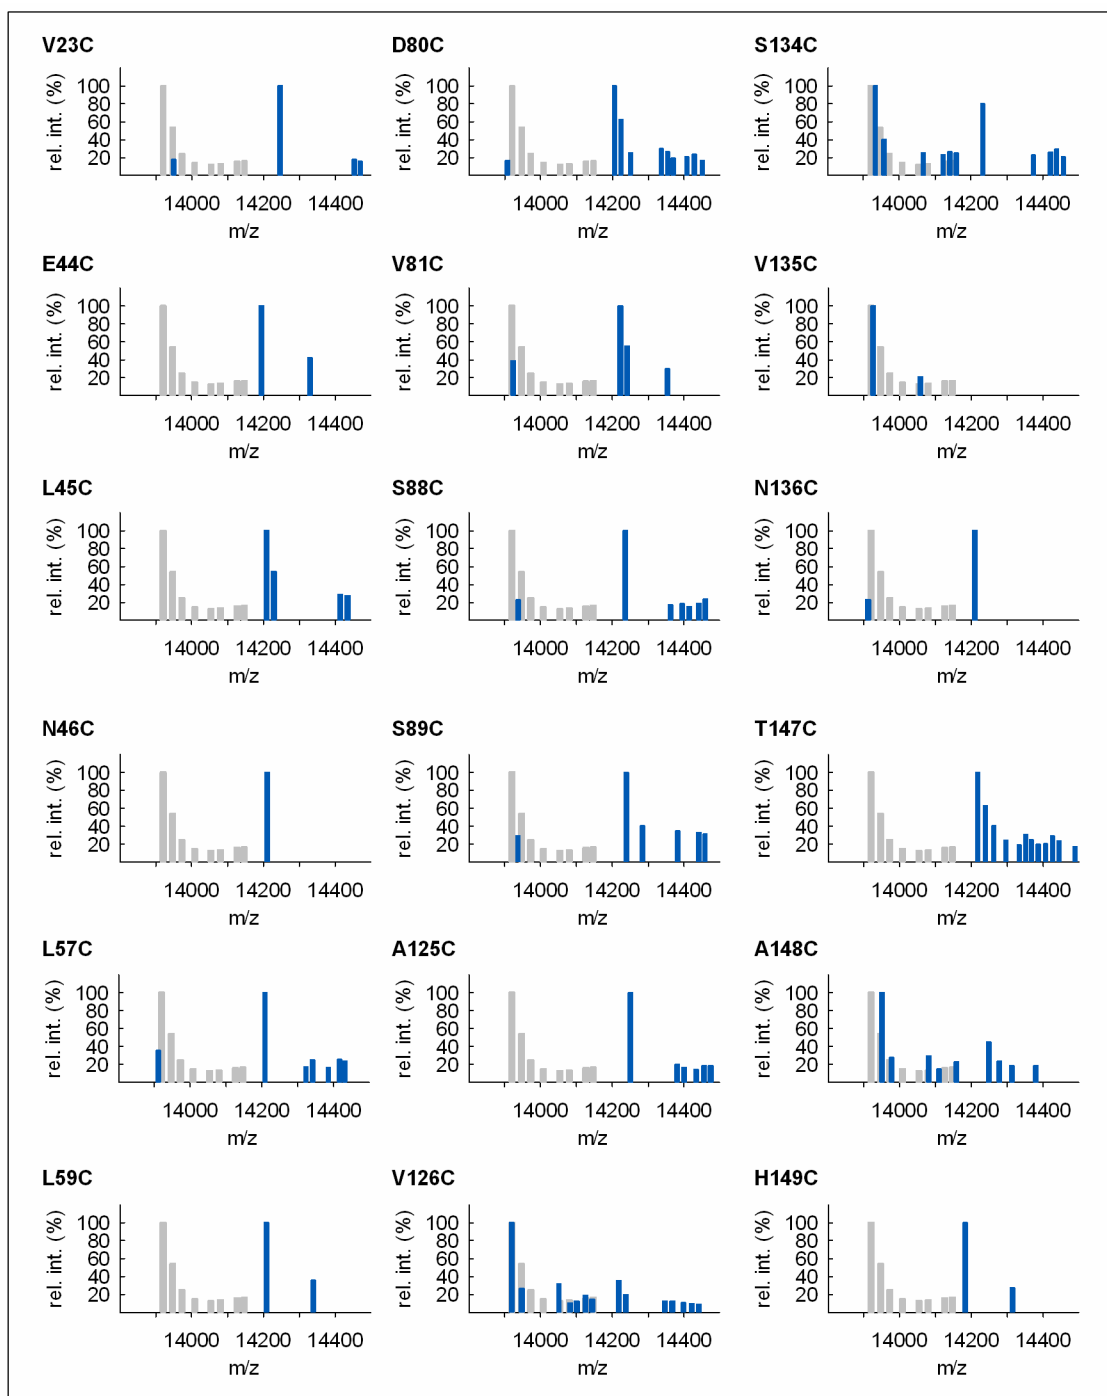 V23C D80C S134C
rel. int. (%) 100 80 60 40 20 rel. int. (%) 100 80 60 40 20 rel. int. (%) 100 80 60 40 20
14000 14200 14400 14000 14200 14400 14000 14200 14400
m/z m/z m/z
E44C V81C V135C
rel. int. (%) 100 80 60 40 20 rel. int. (%) 100 80 60 40 20 rel. int. (%) 100 80 60 40 20
14000 14200 14400 14000 14200 14400 14000 14200 14400
m/z m/z m/z
L45C S88C N136C
rel. int. (%) 100 80 60 40 20 rel. int. (%) 100 80 60 40 20 rel. int. (%) 100 80 60 40 20
14000 14200 14400 14000 14200 14400 14000 14200 14400
m/z m/z m/z
N46C S89C T147C
rel. int. (%) 100 80 60 40 20 rel. int. (%) 100 80 60 40 20 rel. int. (%) 100 80 60 40 20
14000 14200 14400 14000 14200 14400 14000 14200 14400
m/z m/z m/z
L57C A125C A148C
rel. int. (%) 100 80 60 40 20 rel. int. (%) 100 80 60 40 20 rel. int. (%) 100 80 60 40 20
14000 14200 14400 14000 14200 14400 14000 14200 14400
m/z m/z m/z
L59C V126C H149C
rel. int. (%) 100 80 60 40 20 rel. int. (%) 100 80 60 40 20 rel. int. (%) 100 80 60 40 20
14000 14200 14400 14000 14200 14400 14000 14200 14400
m/z m/z m/z